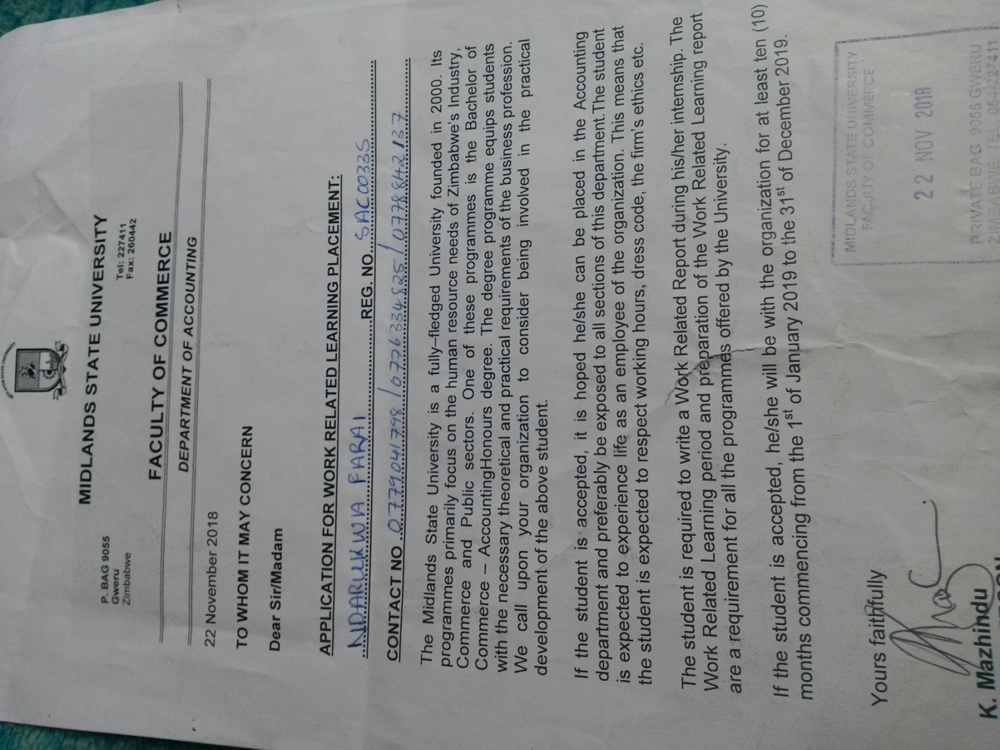 MIDLANDS STATE UNIVERSITY
P. BAG 9055
Gweru
Zimbabwe
Tel: 227411
Fax: 260442
FACULTY OF COMMERCE
DEPARTMENT OF ACCOUNTING
22 November 2018
TO WHOM IT MAY CONCERN
Dear Sir/Madam
APPLICATION FOR WORK RELATED LEARNING PLACEMENT:
NDARUKWA FARAI REG. NO. SAC00335
CONTACT NO. 0779041798 / 0776334825 / 0778842137
The Midlands State University is a fully–fledged University founded in 2000. Its
programmes primarily focus on the human resource needs of Zimbabwe's Industry,
Commerce and Public sectors. One of these programmes is the Bachelor of
Commerce – AccountingHonours degree. The degree programme equips students
with the necessary theoretical and practical requirements of the business profession.
We call upon your organization to consider being involved in the practical
development of the above student.
If the student is accepted, it is hoped he/she can be placed in the Accounting
department and preferably be exposed to all sections of this department.The student
is expected to experience life as an employee of the organization. This means that
the student is expected to respect working hours, dress code, the firm's ethics etc.
The student is required to write a Work Related Report during his/her internship. The
Work Related Learning period and preparation of the Work Related Learning report
are a requirement for all the programmes offered by the University.
If the student is accepted, he/she will be with the organization for at least ten (10)
months commencing from the 1st of January 2019 to the 31st of December 2019.
Yours faithfully
K. Mazhindu
MIDLANDS STATE UNIVERSITY
FACULTY OF COMMERCE
22 NOV 2018
PRIVATE BAG 9055 GWERU
ZIMBABWE TEL: 054-227411